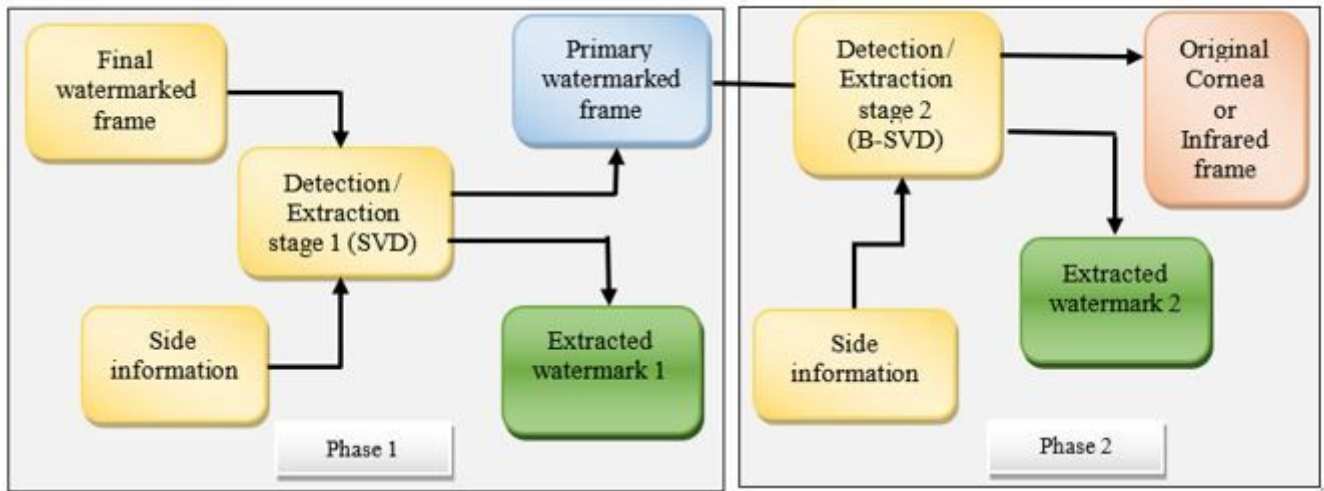 Final
watermarked
frame
Detection /
Extraction
stage 1 (SVD)
Side
information
Primary
watermarked
frame
Extracted
watermark 1
Phase 1
Detection /
Extraction
stage 2
(B-SVD)
Side
information
Original
Cornea
or
Infrared
frame
Extracted
watermark 2
Phase 2